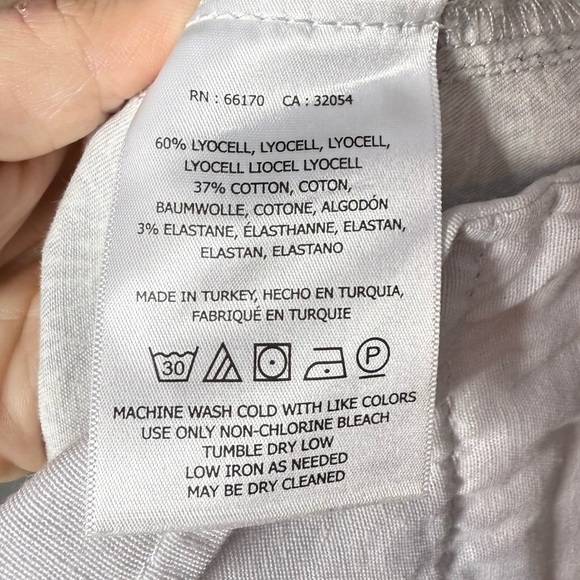 RN : 66170 CA : 32054
60% LYOCELL, LYOCELL, LYOCELL,
LYOCELL LIOCEL LYOCELL
37% COTTON, COTON,
BAUMWOLLE, COTONE, ALGODÓN
3% ELASTANE, ÉLASTHANNE, ELASTAN,
ELASTAN, ELASTANO
MADE IN TURKEY, HECHO EN TURQUIA,
FABRIQUÉ EN TURQUIE
30 P
MACHINE WASH COLD WITH LIKE COLORS
USE ONLY NON-CHLORINE BLEACH
TUMBLE DRY LOW
LOW IRON AS NEEDED
MAY BE DRY CLEANED